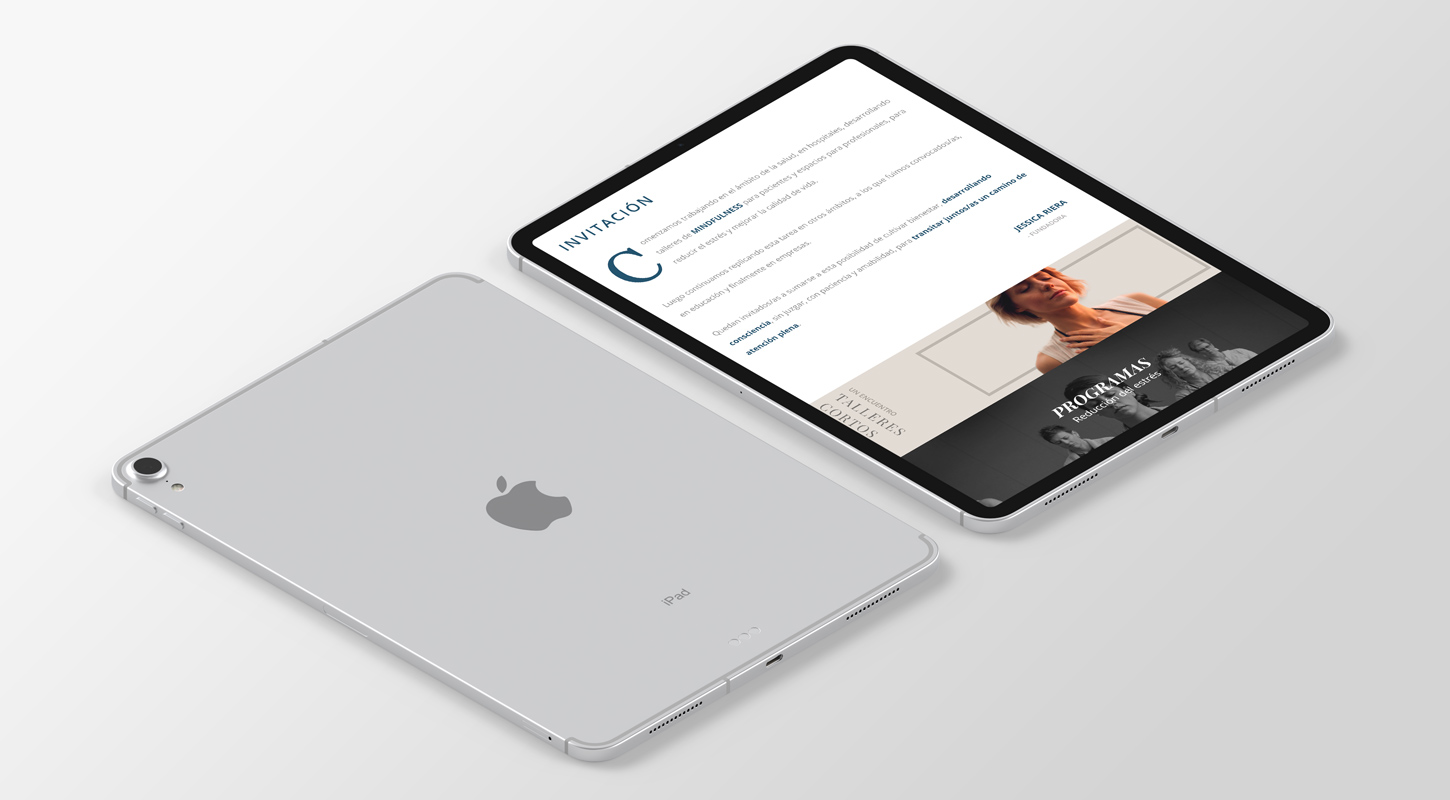 INVITACIÓN
Comenzamos trabajando en el ámbito de la salud, en hospitales, desarrollando
talleres de MINDFULNESS para pacientes y espacios para profesionales, para
reducir el estrés y mejorar la calidad de vida.
Luego continuamos replicando esta tarea en otros ámbitos, a los que fuimos convocados/as,
en educación y finalmente en empresas.
Quedan invitados/as a sumarse a esta posibilidad de cultivar bienestar, desarrollando
consciencia, sin juzgar, con paciencia y amabilidad, para transitar juntos/as un camino de
atención plena.
JESSICA RIERA
- FUNDADORA
UN ENCUENTRO
TALLERES
CORTOS
PROGRAMAS
Reducción del estrés
iPad